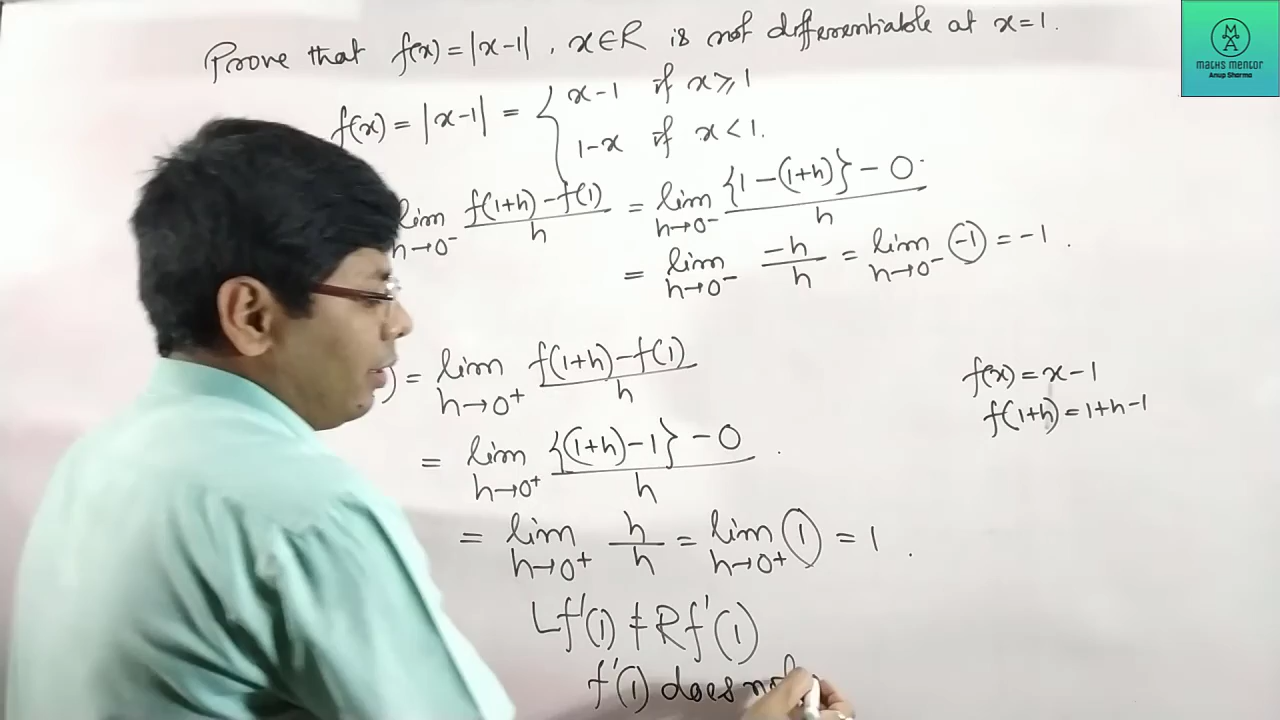 Prove that f(x) = |x-1|, x∈R is not differentiable at x=1.
f(x) = |x-1| = { x-1 if x⩾1
1-x if x<1.
lim h→0⁻ (f(1+h) - f(1))/h = lim h→0⁻ ({1-(1+h)} - 0)/h
= lim h→0⁻ -h/h = lim h→0⁻ (-1) = -1.
) = lim h→0⁺ (f(1+h) - f(1))/h
= lim h→0⁺ ({(1+h)-1} - 0)/h.
= lim h→0⁺ h/h = lim h→0⁺ (1) = 1.
Lf'(1) ≠ Rf'(1)
f'(1) does not
f(x) = x-1
f(1+h) = 1+h-1
MA
maths mentor
Anup Sharma